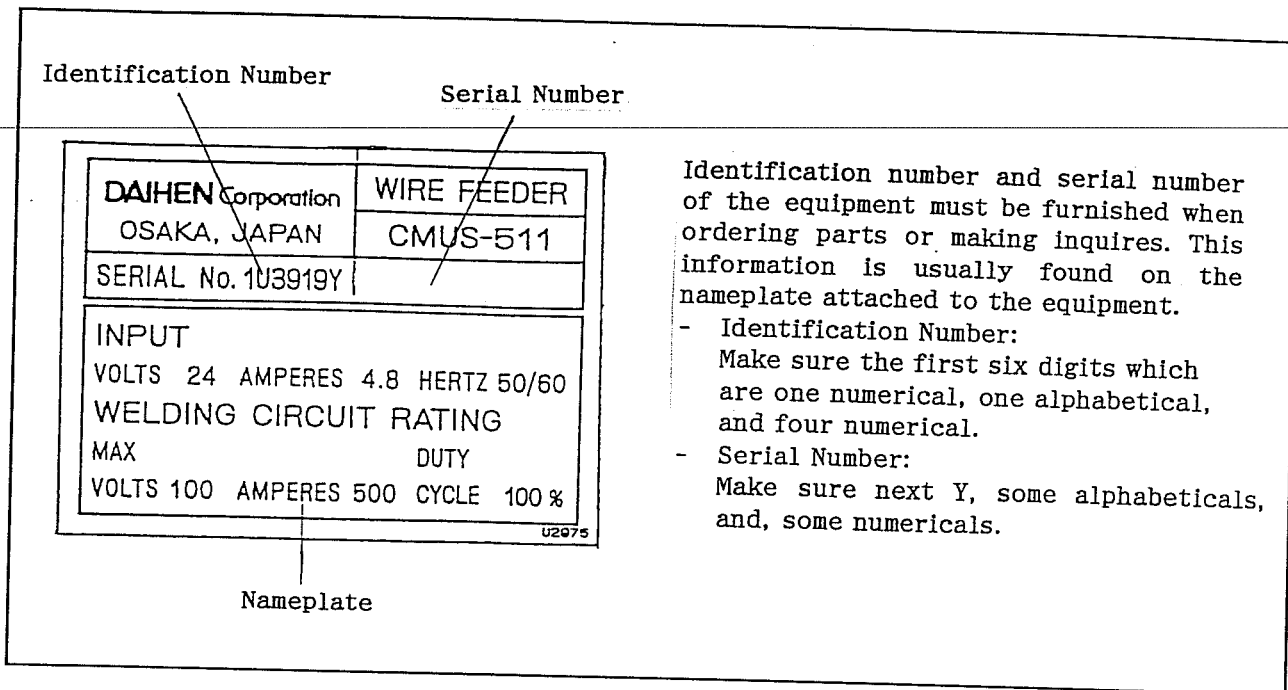 Identification Number
Serial Number
DAIHEN Corporation
OSAKA, JAPAN
WIRE FEEDER
CMUS-511
SERIAL No. 1U3919Y
INPUT
VOLTS 24 AMPERES 4.8 HERTZ 50/60
WELDING CIRCUIT RATING
MAX DUTY
VOLTS 100 AMPERES 500 CYCLE 100 %
U2975
Nameplate
Identification number and serial number
of the equipment must be furnished when
ordering parts or making inquires. This
information is usually found on the
nameplate attached to the equipment.
- Identification Number:
Make sure the first six digits which
are one numerical, one alphabetical,
and four numerical.
- Serial Number:
Make sure next Y, some alphabeticals,
and, some numericals.